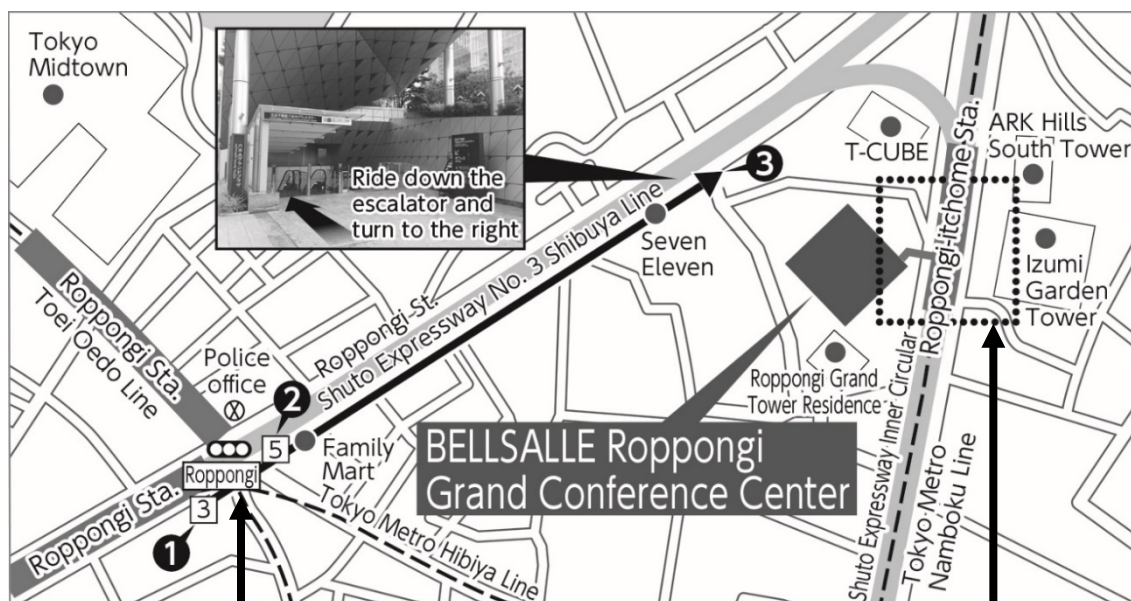 Tokyo
Midtown
Ride down the
escalator and
turn to the right
3
T-CUBE
ARK Hills
South Tower
Roppongi-itchome Sta.
Seven
Eleven
Izumi
Garden
Tower
Roppongi Sta.
Toei Oedo Line
Police
office
Roppongi St.
Shuto Expressway No. 3 Shibuya Line
Roppongi Grand
Tower Residence
2
5
Family
Mart
BELLSALLE Roppongi
Grand Conference Center
Roppongi
3
1
Roppongi Sta.
Tokyo Metro Hibiya Line
Shuto Expressway Inner Circular
Tokyo Metro
Namboku Line